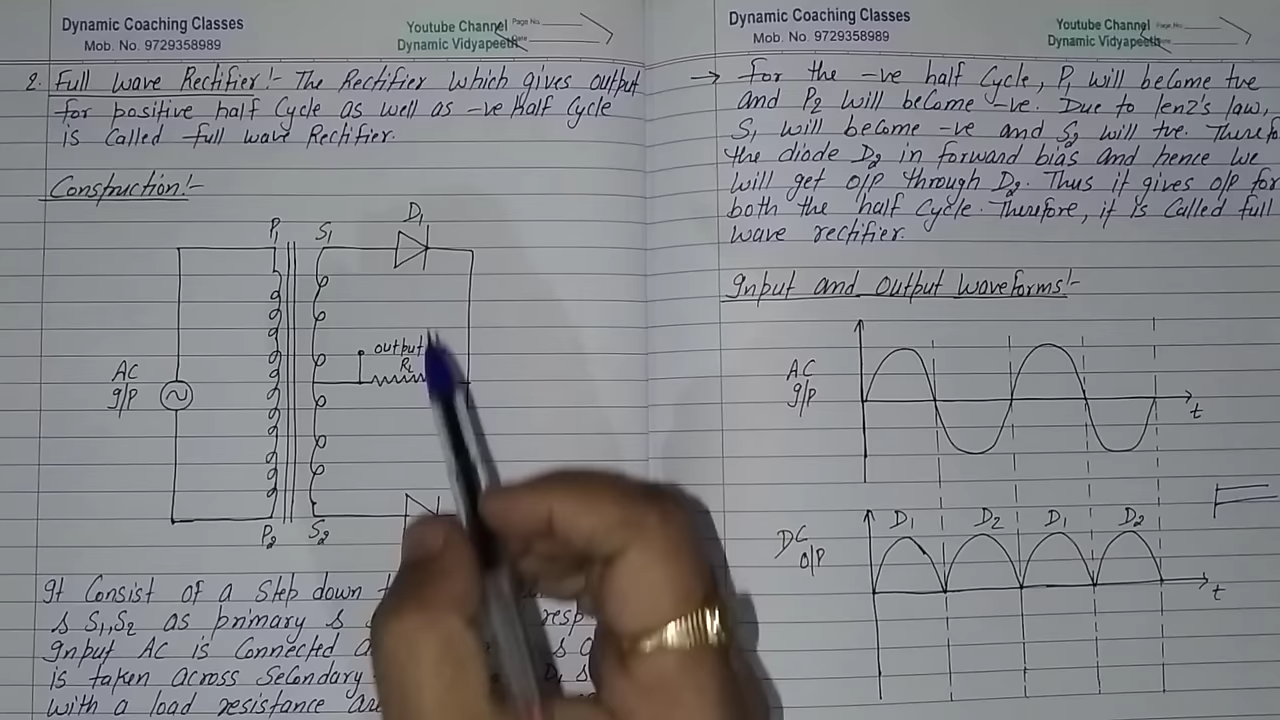 Dynamic Coaching Classes
Mob. No. 9729358989
Youtube Channel
Dynamic Vidyapeeth
Page No.
Date
2. Full Wave Rectifier:- The Rectifier which gives output
for positive half Cycle as well as -ve Half Cycle
is Called full wave Rectifier.
Construction:-
P1
S1
D1
output
RL
AC
I/P
P2
S2
It Consist of a Step down
& S1, S2 as primary &
Input AC is Connected
is taken across Secondary
with a load resistance
Dynamic Coaching Classes
Mob. No. 9729358989
Youtube Channel
Dynamic Vidyapeeth
Page No.
→ For the -ve half Cycle, P1 will become +ve
and P2 will become -ve. Due to lenz's law,
S1 will become -ve and S2 will +ve.
the diode D2 in forward bias and hence we
will get O/P through D2. Thus it gives O/P for
both the half Cycle. Therefore, it is Called full
wave rectifier.
Input and Output Waveforms:-
AC
I/P
t
DC
O/P
D1 D2 D1 D2
t